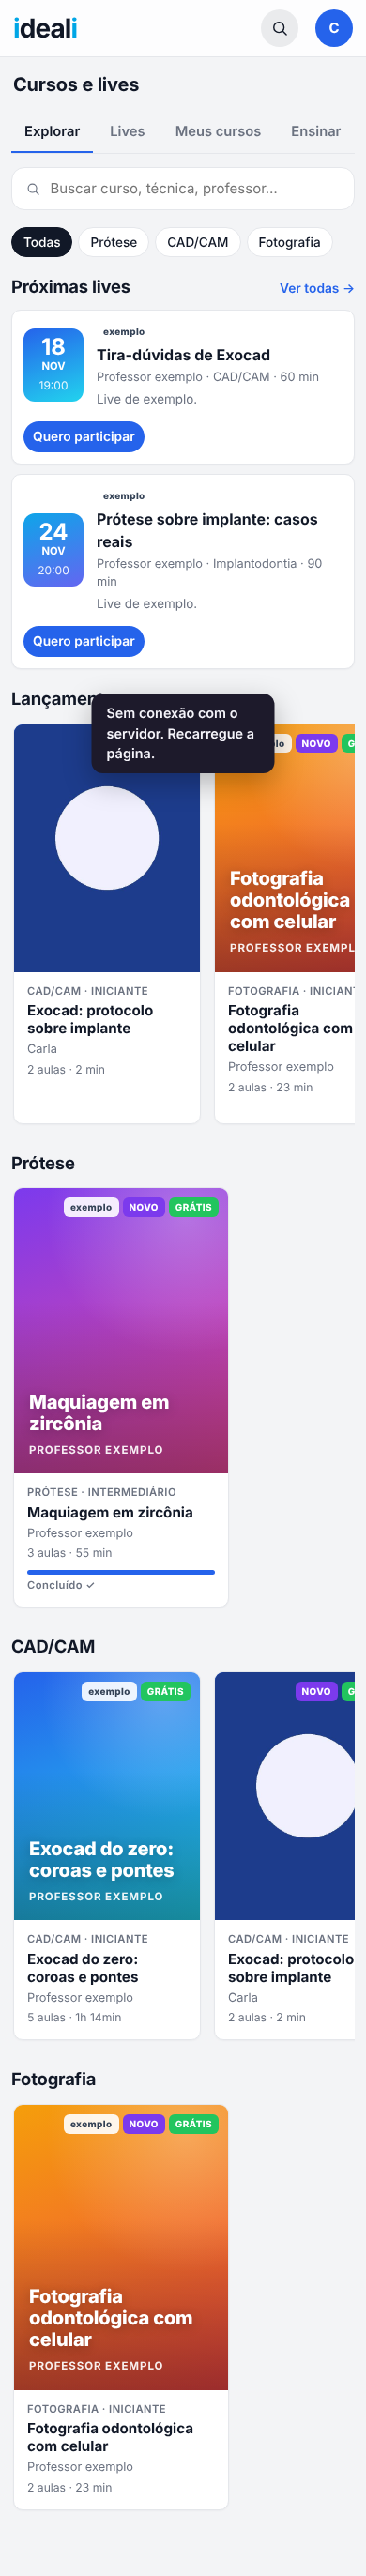 ideali
C
Cursos e lives
Explorar Lives Meus cursos Ensinar
Buscar curso, técnica, professor...
Todas Prótese CAD/CAM Fotografia
Próximas lives Ver todas →
18
NOV
19:00
exemplo
Tira-dúvidas de Exocad
Professor exemplo · CAD/CAM · 60 min
Live de exemplo.
Quero participar
24
NOV
20:00
exemplo
Prótese sobre implante: casos
reais
Professor exemplo · Implantodontia · 90
min
Live de exemplo.
Quero participar
Sem conexão com o
servidor. Recarregue a
página.
CAD/CAM · INICIANTE
Exocad: protocolo
sobre implante
Carla
2 aulas · 2 min
NOVO
Fotografia
odontológica
com celular
PROFESSOR EXEMPL
FOTOGRAFIA · INICIANT
Fotografia
odontológica com
celular
Professor exemplo
2 aulas · 23 min
Prótese
exemplo NOVO GRÁTIS
Maquiagem em
zircônia
PROFESSOR EXEMPLO
PRÓTESE · INTERMEDIÁRIO
Maquiagem em zircônia
Professor exemplo
3 aulas · 55 min
Concluído ✓
CAD/CAM
exemplo GRÁTIS
Exocad do zero:
coroas e pontes
PROFESSOR EXEMPLO
CAD/CAM · INICIANTE
Exocad do zero:
coroas e pontes
Professor exemplo
5 aulas · 1h 14min
NOVO
CAD/CAM · INICIANTE
Exocad: protocolo
sobre implante
Carla
2 aulas · 2 min
Fotografia
exemplo NOVO GRÁTIS
Fotografia
odontológica com
celular
PROFESSOR EXEMPLO
FOTOGRAFIA · INICIANTE
Fotografia odontológica
com celular
Professor exemplo
2 aulas · 23 min